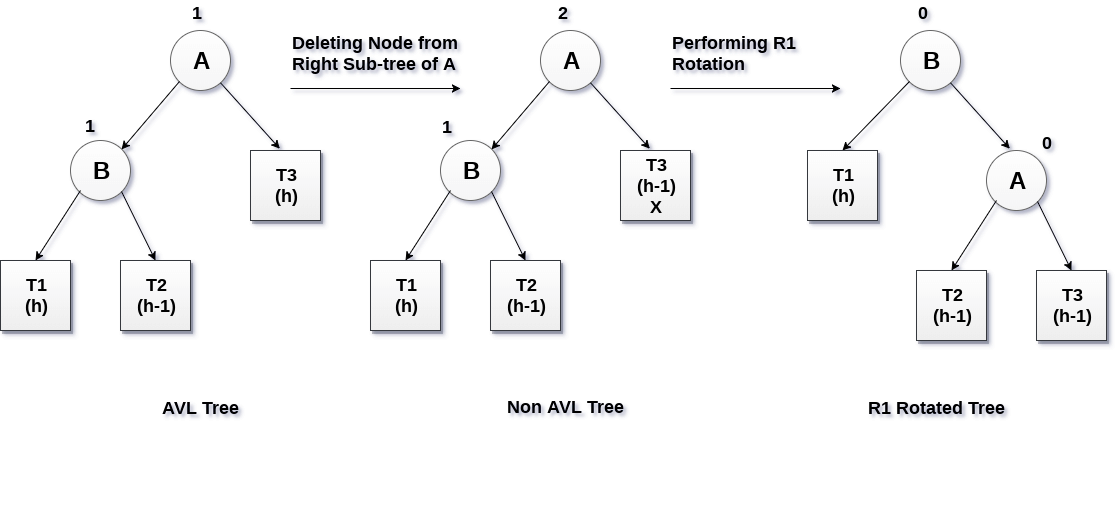 1
A
1
B
T3
(h)
T1
(h)
T2
(h-1)
AVL Tree
Deleting Node from
Right Sub-tree of A
2
A
1
B
T3
(h-1)
X
T1
(h)
T2
(h-1)
Non AVL Tree
Performing R1
Rotation
0
B
T1
(h)
0
A
T2
(h-1)
T3
(h-1)
R1 Rotated Tree